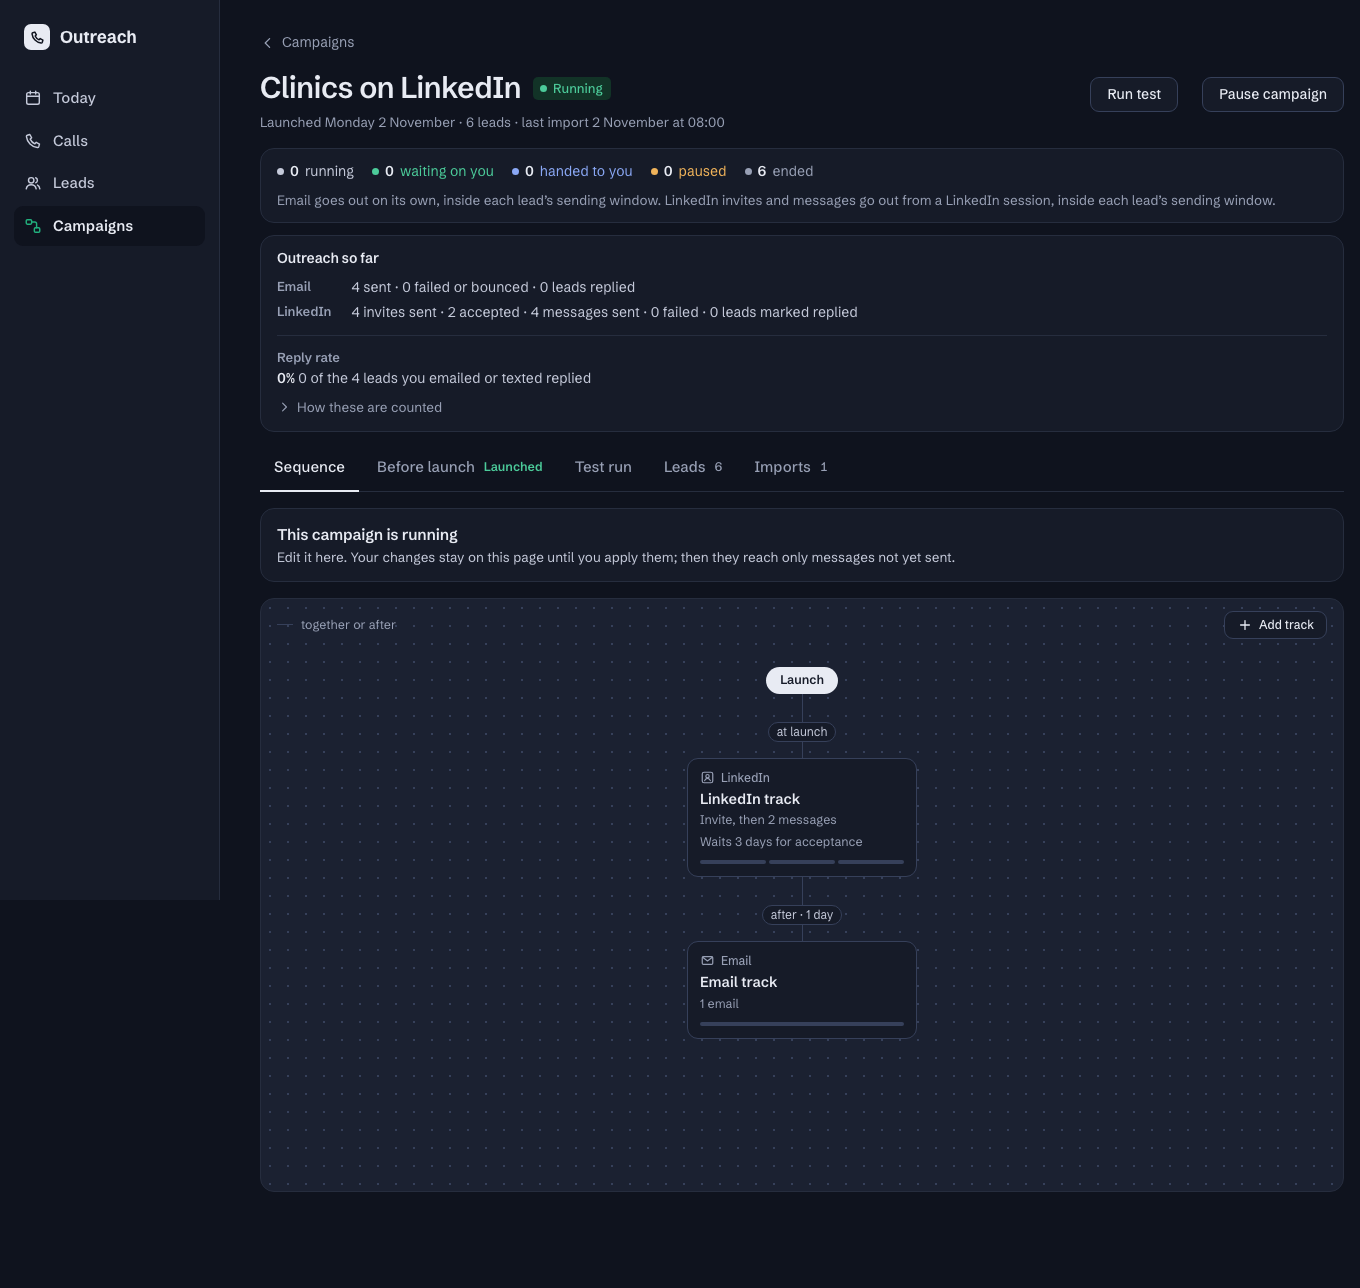 Outreach
Today
Calls
Leads
Campaigns
Campaigns
Clinics on LinkedIn
Running
Launched Monday 2 November · 6 leads · last import 2 November at 08:00
Run test
Pause campaign
0 running 0 waiting on you 0 handed to you 0 paused 6 ended
Email goes out on its own, inside each lead’s sending window. LinkedIn invites and messages go out from a LinkedIn session, inside each lead’s sending window.
Outreach so far
Email 4 sent · 0 failed or bounced · 0 leads replied
LinkedIn 4 invites sent · 2 accepted · 4 messages sent · 0 failed · 0 leads marked replied
Reply rate
0% 0 of the 4 leads you emailed or texted replied
How these are counted
Sequence Before launch Launched Test run Leads 6 Imports 1
This campaign is running
Edit it here. Your changes stay on this page until you apply them; then they reach only messages not yet sent.
together or after
Add track
Launch
at launch
LinkedIn
LinkedIn track
Invite, then 2 messages
Waits 3 days for acceptance
after · 1 day
Email
Email track
1 email